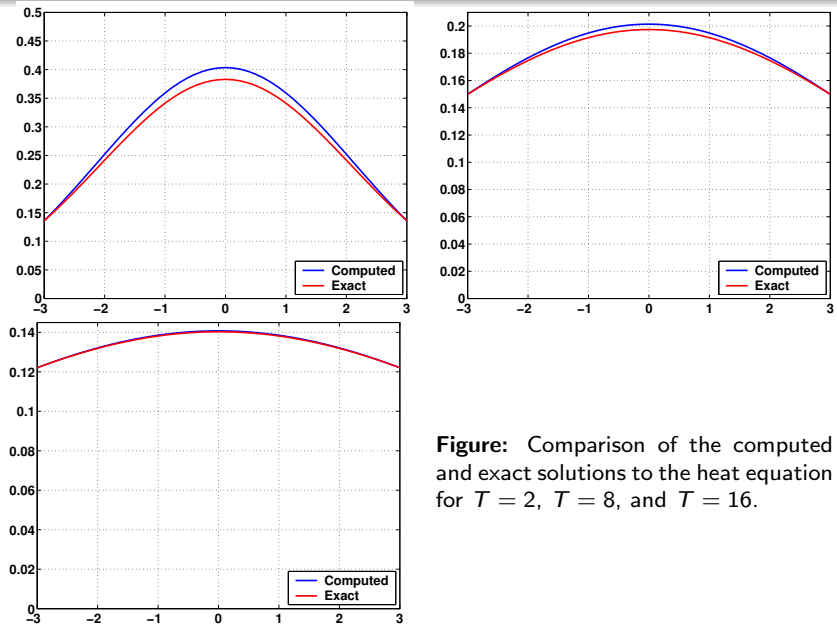 0.5
0.45
0.4
0.35
0.3
0.25
0.2
0.15
0.1
0.05
0
−3 −2 −1 0 1 2 3
Computed
Exact
0.2
0.18
0.16
0.14
0.12
0.1
0.08
0.06
0.04
0.02
0
−3 −2 −1 0 1 2 3
Computed
Exact
0.14
0.12
0.1
0.08
0.06
0.04
0.02
0
−3 −2 −1 0 1 2 3
Computed
Exact
Figure: Comparison of the computed
and exact solutions to the heat equation
for T = 2, T = 8, and T = 16.